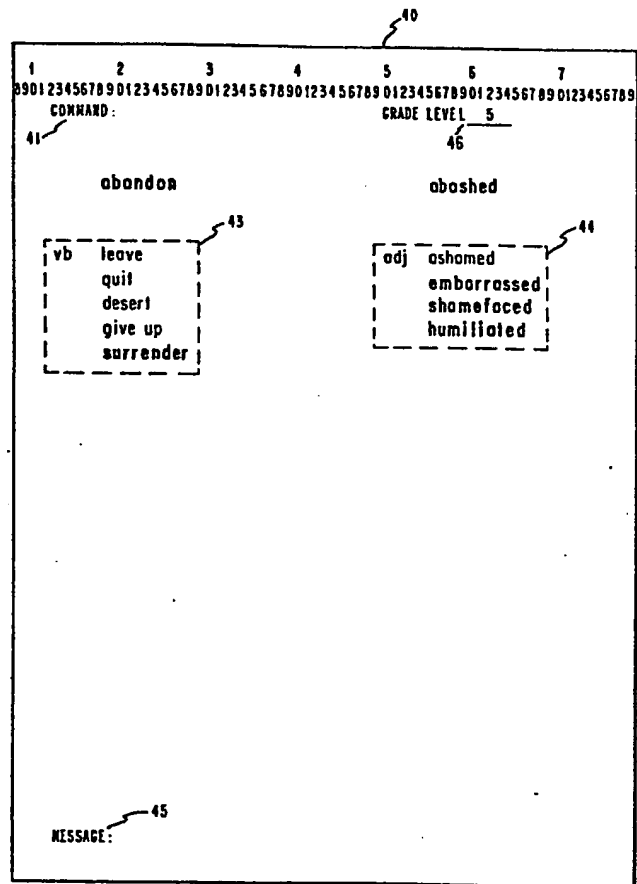 40
1 2 3 4 5 6 7
8901234567890123456789012345678901234567890123456789012345678901234567890123456789
COMMAND: GRADE LEVEL 5
41 46
abandon abashed
43 44
vb leave adj ashamed
quit embarrassed
desert shamefaced
give up humiliated
surrender
45
MESSAGE: